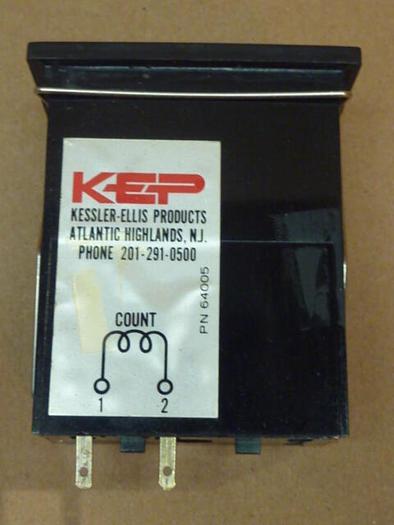 KEP
KESSLER-ELLIS PRODUCTS
ATLANTIC HIGHLANDS, N.J.
PHONE 201-291-0500
PN 64005
COUNT
1 2